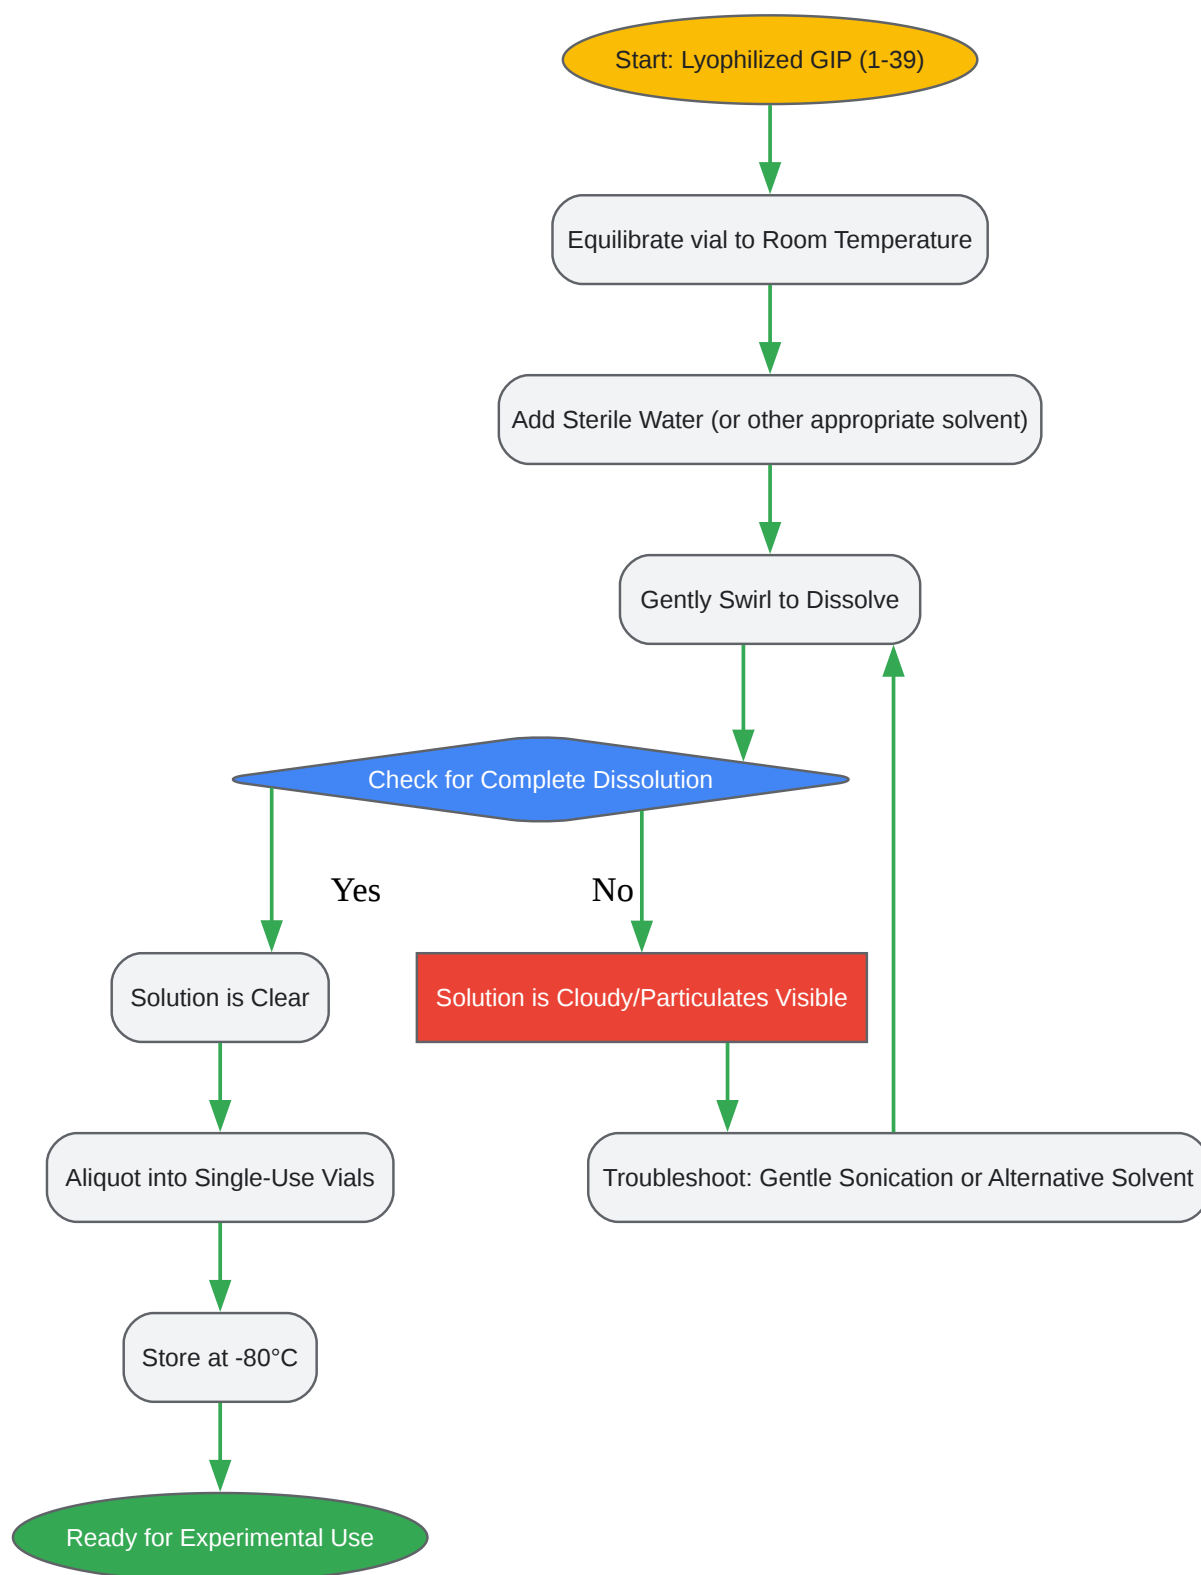 Start: Lyophilized GIP (1-39)
Equilibrate vial to Room Temperature
Add Sterile Water (or other appropriate solvent)
Gently Swirl to Dissolve
Check for Complete Dissolution
Yes
No
Solution is Clear
Solution is Cloudy/Particulates Visible
Aliquot into Single-Use Vials
Troubleshoot: Gentle Sonication or Alternative Solvent
Store at -80°C
Ready for Experimental Use